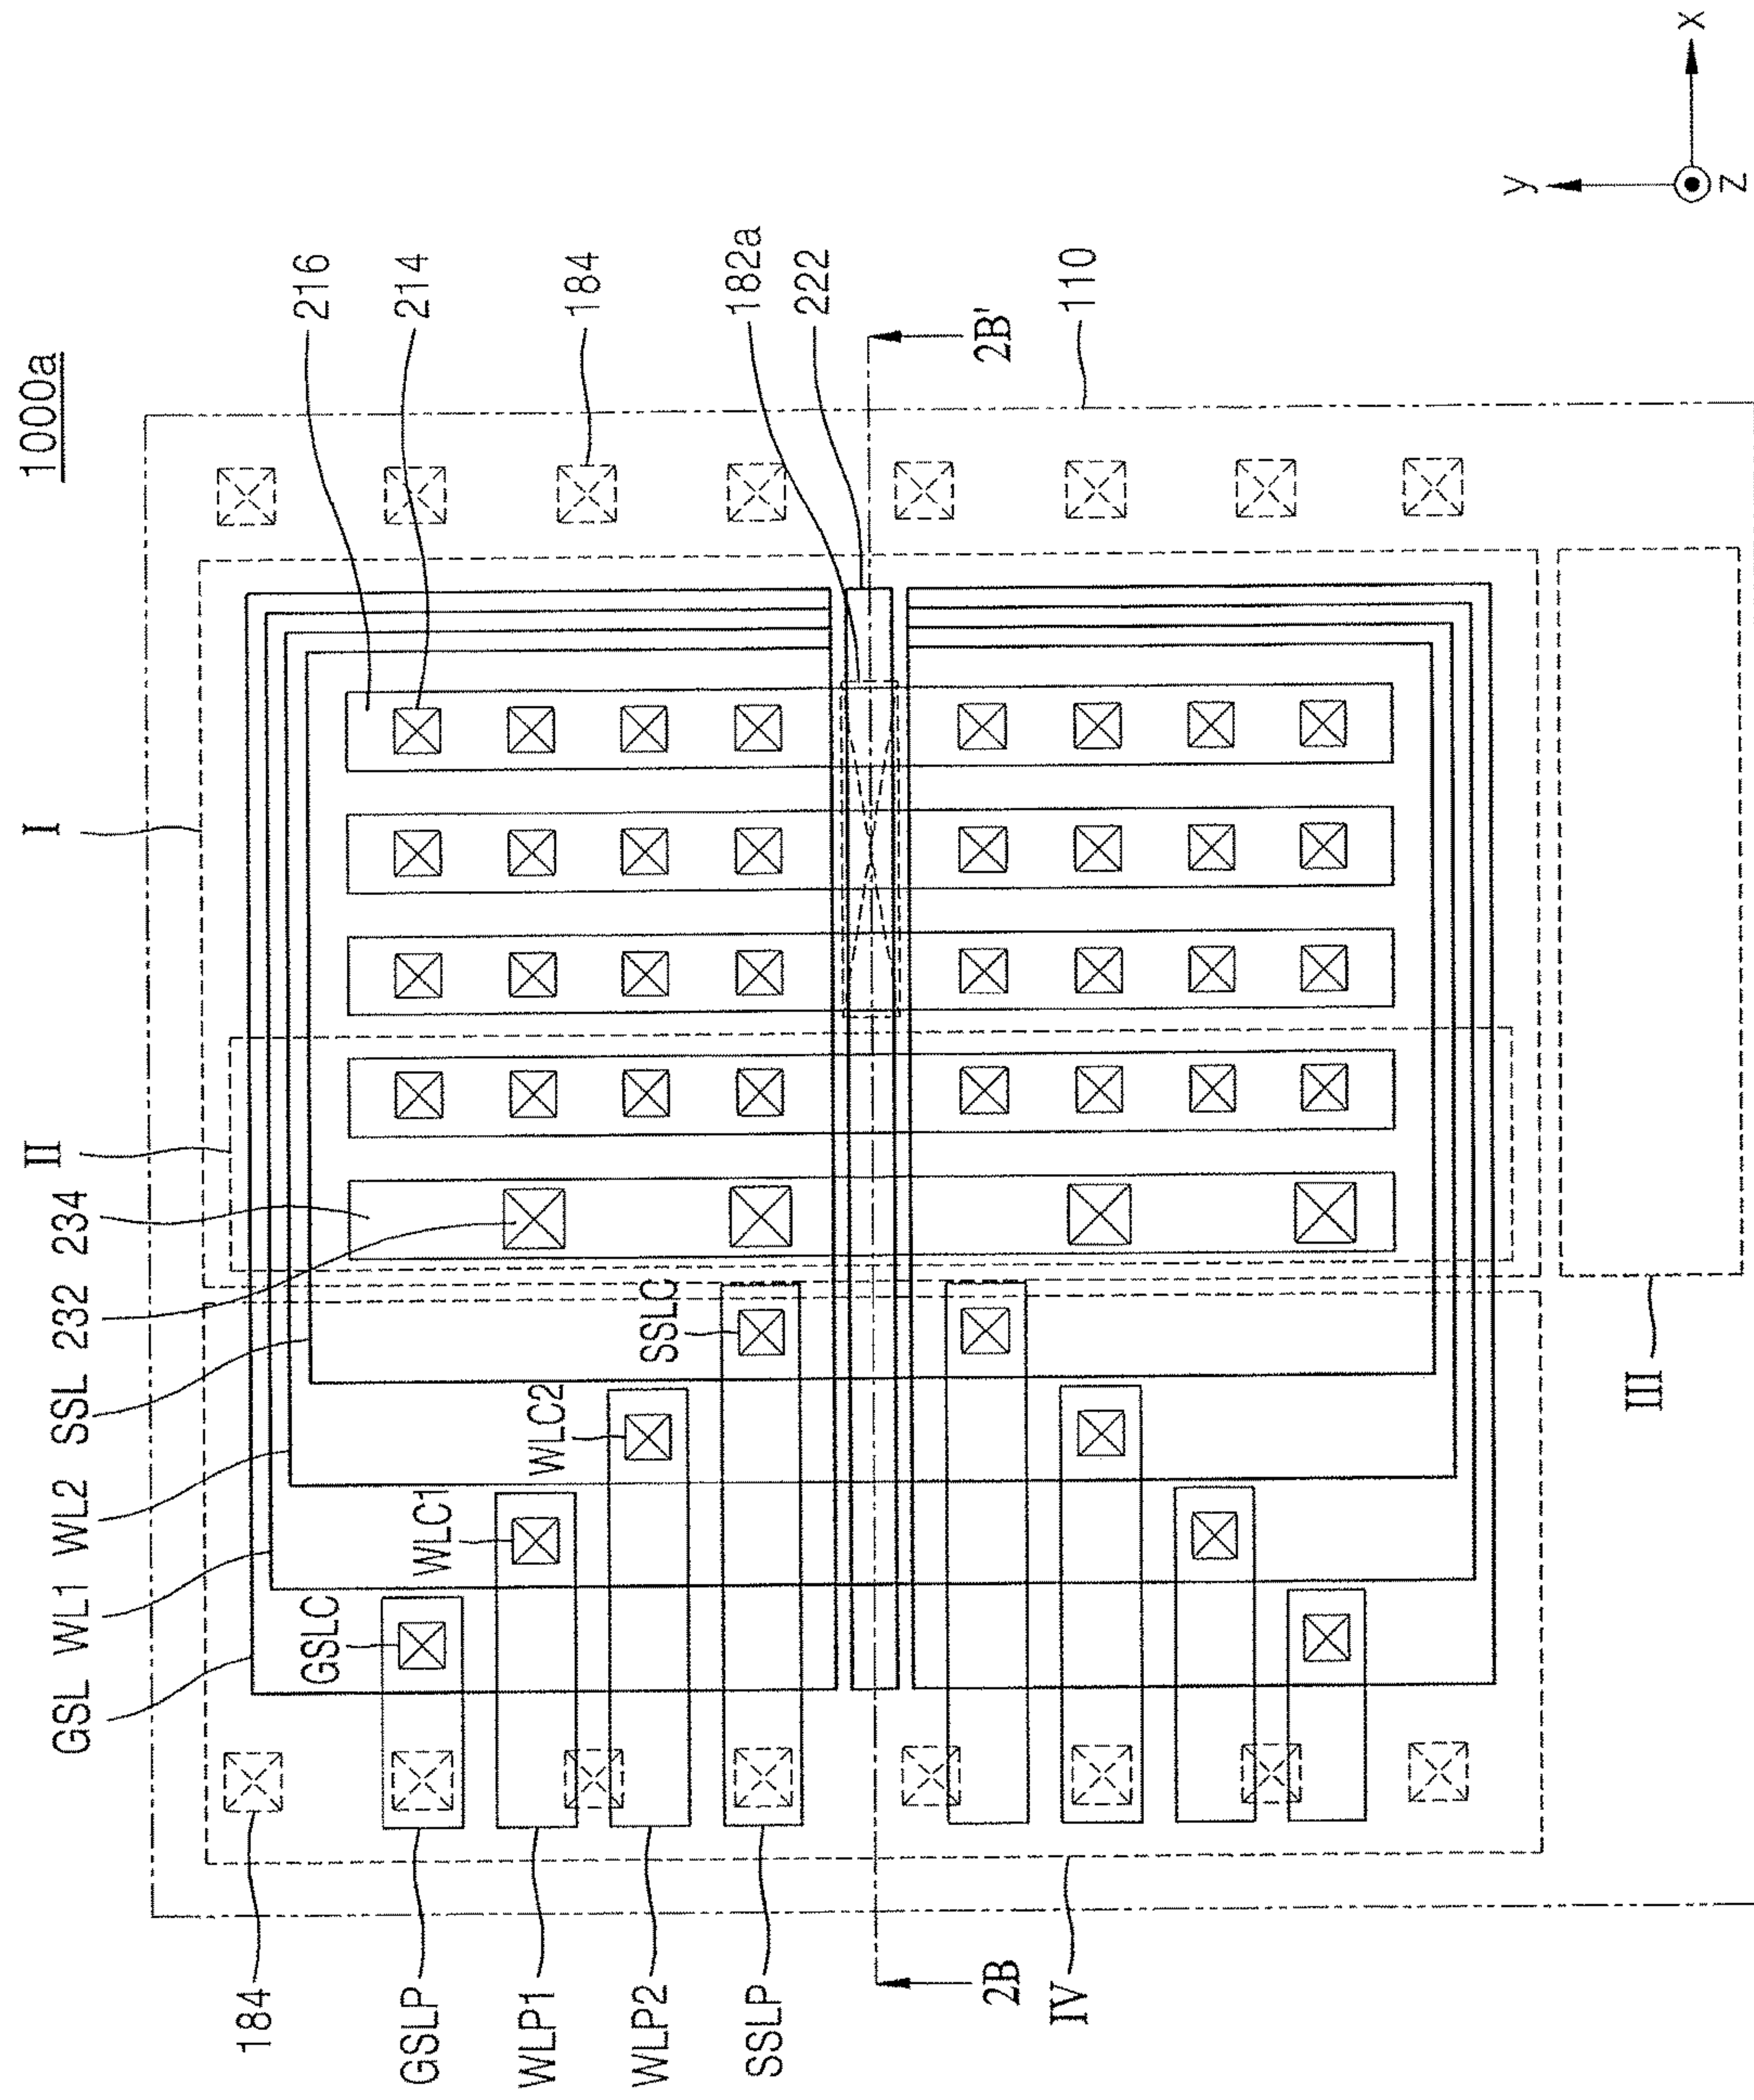 1000a
I
II
216
214
184
182a
222
2B'
110
x
y
z
GSL WL1 WL2 SSL 232 234
GSLC
WLC1
WLC2
SSLC
184
GSLP
WLP1
WLP2
SSLP
2B
IV
III